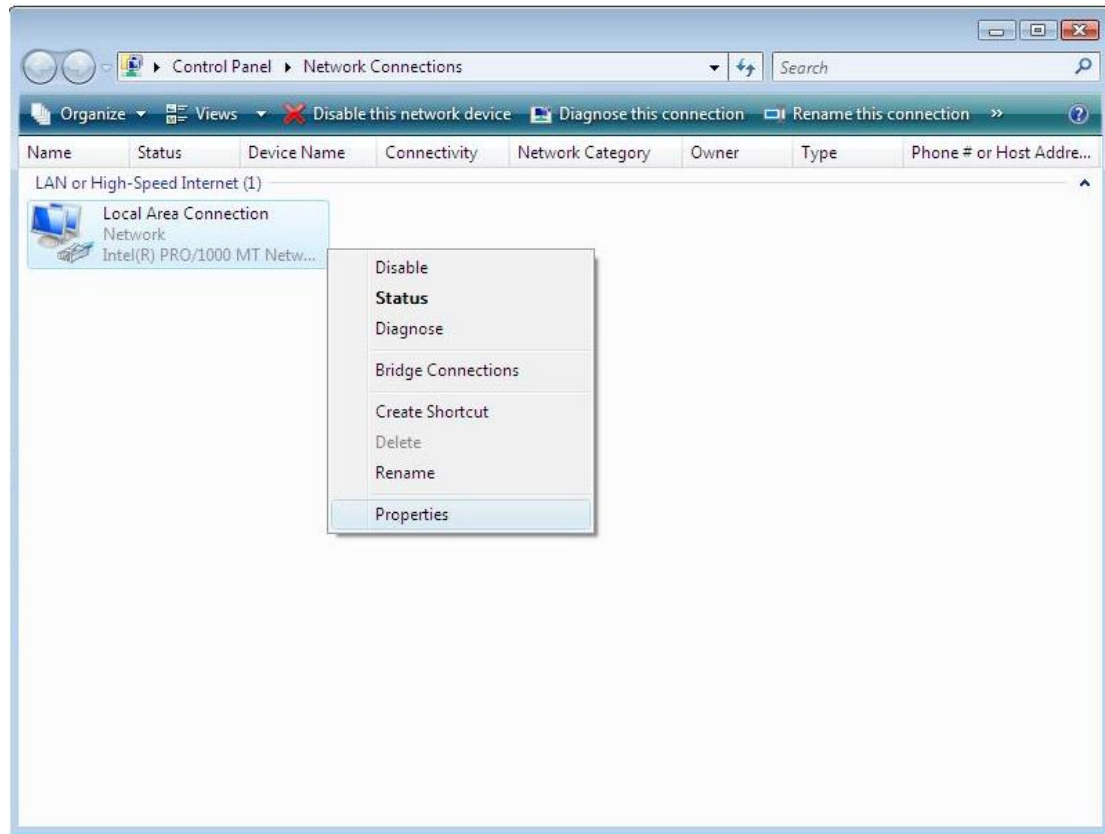 Control Panel Network Connections Search
Organize Views Disable this network device Diagnose this connection Rename this connection »
Name Status Device Name Connectivity Network Category Owner Type Phone # or Host Addre...
LAN or High-Speed Internet (1)
Local Area Connection
Network
Intel(R) PRO/1000 MT Netw...
Disable
Status
Diagnose
Bridge Connections
Create Shortcut
Delete
Rename
Properties